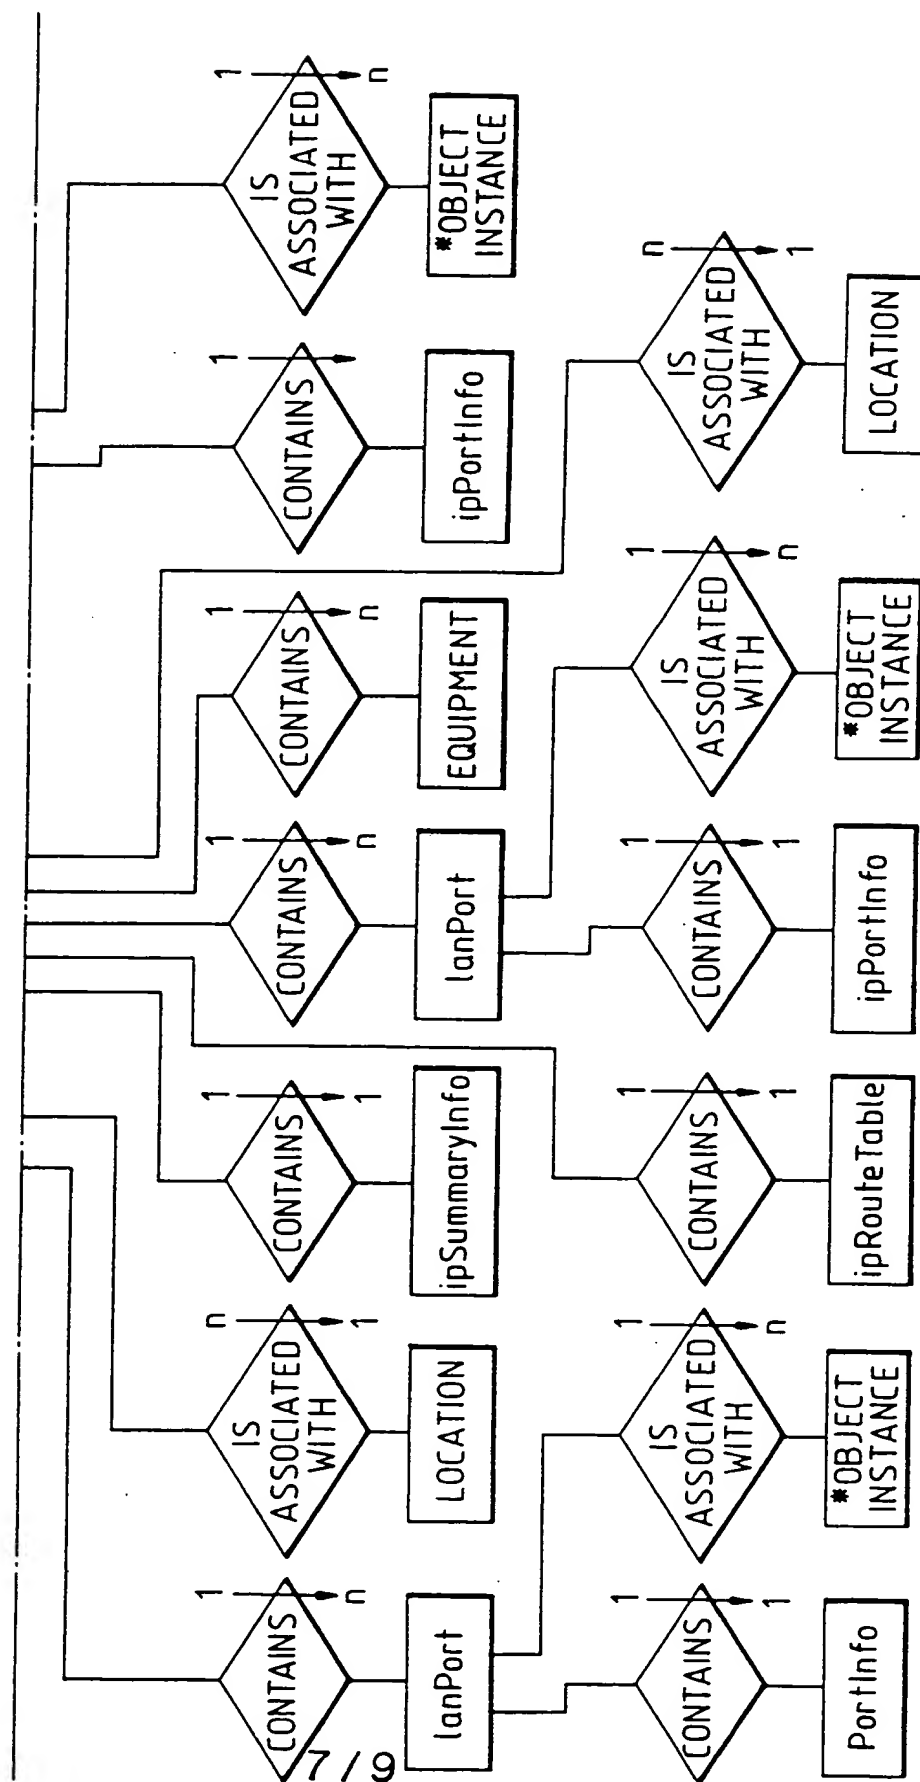 CONTAINS
1
n
lanPort
IS
ASSOCIATED
WITH
n
1
LOCATION
CONTAINS
1
1
ipSummaryInfo
CONTAINS
1
n
lanPort
CONTAINS
1
n
EQUIPMENT
CONTAINS
1
ipPortInfo
IS
ASSOCIATED
WITH
1
n
*OBJECT
INSTANCE
CONTAINS
1
1
PortInfo
IS
ASSOCIATED
WITH
1
n
*OBJECT
INSTANCE
CONTAINS
1
1
ipRouteTable
CONTAINS
1
1
ipPortInfo
IS
ASSOCIATED
WITH
1
n
*OBJECT
INSTANCE
IS
ASSOCIATED
WITH
n
1
LOCATION
7/9